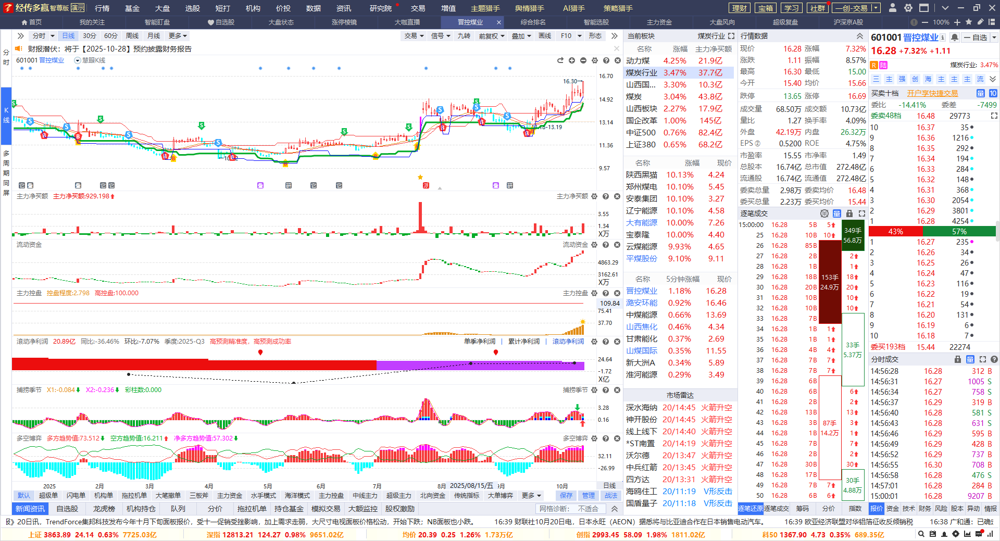 经传多赢 智尊版 演示 行情 基金 大盘 选股 短打 机构 价投 数据 资讯 研究院 交易 增值 主题猎手 舆情猎手 AI猎手 策略猎手 理财 宝箱 学习 社群 一创-交易
首页 我的关注 智能盯盘 自选股 大盘状态 涨停棱镜 大咖直播 晋控煤业 综合排名 智能选股 主力资金 大盘风向 超级复盘 沪深京A股 100%
分时 日线 30分 60分 周线 月线 更多 交易 信号 九转 前复权 叠加 画线 F10 形态
财报潜伏：将于【2025-10-28】预约披露财务报告
601001 晋控煤业 慧眼K线
分时
K线
多周期同屏
16.70
14.92
13.14
11.36
9.57
16.30
主力净买额 主力净买额:929.198 主力净买额
3.55
1.34
X万
流动资金 流动资金
4863.29
3162.61
X万
主力控盘 控盘程度:2.798 高控盘:100.000 主力控盘
109.84
75.41
37.70
滚动净利润 20.89亿 同比:-36.46% 环比:-7.07% 季度:2025-Q3 高预测精准度，高预测成功率 单季净利润 | 累计净利润 | 滚动净利润
24.64
-1.72
X亿
捕捞季节 X1:-0.084 X2:-0.236 彩柱数:0.000 捕捞季节
3.28
0.16
多空博弈 多方趋势值:73.512 空方趋势值:16.211 净多方趋势值:57.302 多空博弈
32.11
-26.99
2025 2月 3月 4月 5月 6月 7月 8月 2025/08/15/五 9月 10月 日线
默认 超级单 闪电单 机构单 拖拉机单 大笔撤单 三板斧 主力资金 水手模式 海洋模式 主力控盘 中线主力 超级主力 北向资金 传统指标 大单博弈 更多 保存 管理 战法
新闻资讯 自选股 龙虎榜 机构持仓 队列 分价 拖拉机单 持仓基金 模拟交易 大额监控 股权激励 网格诊断： 不适合
当前板块 煤炭行业
名称 涨幅 主力净买额
动力煤 4.25% 21.9亿
煤炭行业 3.47% 37.7亿
山西国... 3.30% 10.3亿
煤炭 3.04% 43.8亿
山西板块 2.27% 17.9亿
国企改革 1.00% 145亿
中证500 0.76% 82.4亿
上证380 0.65% 68.2亿
名称 涨幅 现价
陕西黑猫 10.13% 4.24
郑州煤电 10.10% 5.45
安泰集团 10.10% 3.27
辽宁能源 10.10% 4.58
大有能源 10.00% 7.26
宝泰隆 10.00% 4.40
云煤能源 9.93% 4.65
平煤股份 9.10% 9.11
名称 5分钟涨幅 现价
晋控煤业 1.18% 16.28
潞安环能 0.92% 16.46
中煤能源 0.66% 13.69
山西焦化 0.46% 4.34
甘肃能化 0.37% 2.69
山煤国际 0.35% 11.55
新大洲A 0.34% 5.89
淮河能源 0.29% 3.49
市场雷达
深水海纳 20/14:45 火箭升空
神开股份 20/14:45 火箭升空
线上线下 20/14:40 火箭升空
*ST南置 20/14:19 火箭升空
沃尔德 20/13:47 火箭升空
中兵红箭 20/13:45 火箭升空
四方达 20/13:31 火箭升空
海鸥住工 20/11:19 V形反击
国盾量子 20/11:18 V形反击
行情数据
现价 16.28 涨幅 7.32%
涨跌 1.11 振幅 8.57%
最高 16.30 最低 15.00
今开 15.40 均价 15.66
跌停 13.65 涨停 16.69
成交量 68.50万 成交额 10.73亿
量比 1.27 换手率 4.09%
外盘 42.19万 内盘 26.32万
EPS② 0.5200 ROE 4.75%
市盈率 15.55 市净率 1.49
总股本 16.74亿 总市值 272.48亿
流通股 16.74亿 流通值 272.48亿
委卖总量 2.98万 委卖均价 16.48
委买总量 2.23万 委买均价 15.44
逐笔成交 单 量
15:00:00 16.28 5B 5
25 16.28 10B 10
26 16.28 85B
27 16.28 2B 2
28 16.28 1B 1
29 16.28 18B 18
30 16.28 20B 20
31 16.28 10B 10
32 16.28 10B 10
33 16.28 7B
34 16.28 1B 1
35 16.28 1B 1
36 16.28 4B 4
37 16.28 7B 7
38 16.28 7B 7
39 16.28 6B
40 16.28 6B 6
41 16.28 2B 2
42 16.28 13B 13
43 16.28 3B 3
44 16.28 1B 1
45 16.28 7B 7
46 16.28 2B 2
47 16.28 30B 30
48 16.28 17B
49 16.28 7B 7
50 16.28 6B 6
349手
56.8万
153手
24.9万
33手
5.37万
87手
14.2万
30手
4.88万
逐笔还原 逐笔成交 筹码 分价 指数
601001 晋控煤业 自选
16.28 +7.32% +1.11
R 陆 煤炭行业: 3.47%
三 主 强 创 海 主 主 主 流
买卖十档 开户享快捷交易 量 10
委比 -14.41% 委差 -7499
委卖48档 16.48 29773
10 16.37 35
9 16.36 1216
8 16.35 292
7 16.34 194
6 16.33 284
5 16.32 148
4 16.31 368
3 16.30 2054
2 16.29 3801
1 16.28 4254
43% 57%
1 16.27 235
2 16.26 34
3 16.25 26
4 16.24 47
5 16.23 116
6 16.22 19
7 16.21 54
8 16.20 131
9 16.19 6
10 16.18 7
委买193档 15.44 22274
分时成交 量
14:56:28 16.28 312 B
14:56:31 16.27 1005 S
14:56:34 16.27 758 S
14:56:37 16.29 319 B
14:56:40 16.28 581 S
14:56:43 16.28 631 S
14:56:46 16.29 595 B
14:56:49 16.29 428 B
14:56:52 16.29 737 B
14:56:55 16.30 708 B
14:56:58 16.28 476 S
14:57:01 16.28 284 B
15:00:01 16.28 9207 B
报价 资金 技术 财务 风险 股本 异动 情报
报》20日讯，TrendForce集邦科技发布今年十月下旬面板报价，受十一促销受挫影响，加上需求走弱，大尺寸电视面板价格松动，开始下跌；NB面板也小跌。 16:39 财联社10月20日电，日本永旺（AEON）据悉将与比亚迪合作在日本销售电动汽车。 16:39 欧亚经济联盟对华铝箔征收反倾销税 16:38 广和通：已确定
上证 3863.89 24.14 0.63% 7725.03亿 深指 12813.21 124.27 0.98% 9651.02亿 均价 20.39 0.25 1.26% 1.73万亿 创指 2993.45 58.09 1.98% 1811.02亿 科50 1367.90 4.73 0.35% 689.35亿